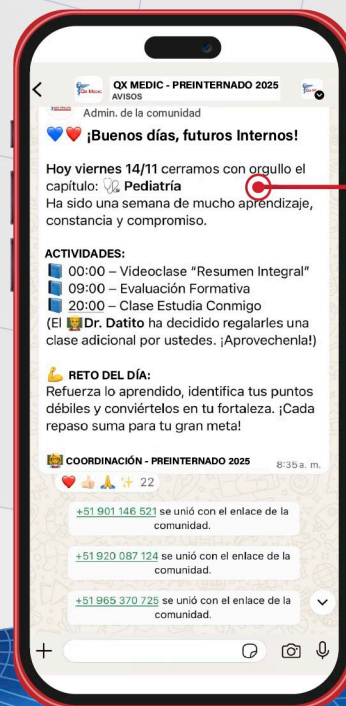 QX MEDIC - PREINTERNADO 2025
AVISOS
Admin. de la comunidad
💙❤️ ¡Buenos días, futuros Internos!
Hoy viernes 14/11 cerramos con orgullo el
capítulo: 🩺 Pediatría
Ha sido una semana de mucho aprendizaje,
constancia y compromiso.
ACTIVIDADES:
📘 00:00 – Videoclase “Resumen Integral”
📘 09:00 – Evaluación Formativa
📘 20:00 – Clase Estudia Conmigo
(El Dr. Datito ha decidido regalarles una
clase adicional por ustedes. ¡Aprovechenla!)
💪 RETO DEL DÍA:
Refuerza lo aprendido, identifica tus puntos
débiles y conviértelos en tu fortaleza. ¡Cada
repaso suma para tu gran meta!
COORDINACIÓN - PREINTERNADO 2025
8:35 a. m.
❤️👍🏻🙏✨ 22
+51 901 146 521 se unió con el enlace de la
comunidad.
+51 920 087 124 se unió con el enlace de la
comunidad.
+51 965 370 725 se unió con el enlace de la
comunidad.